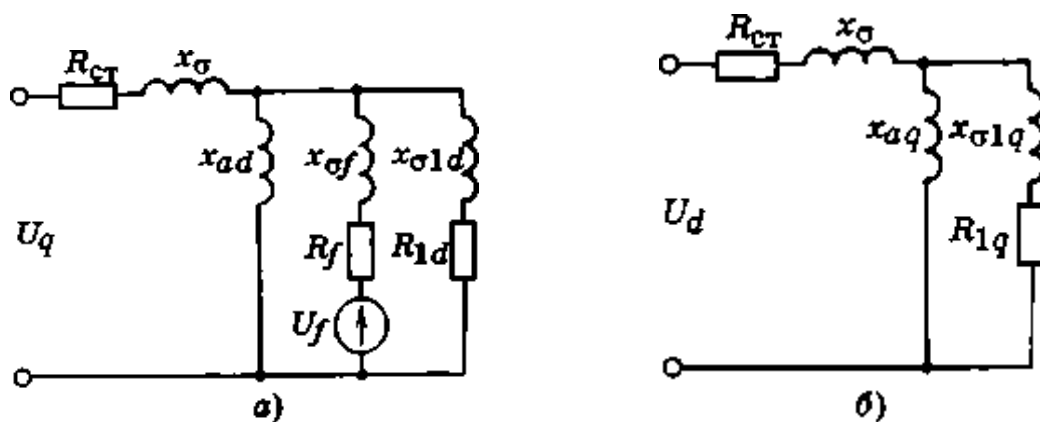 R_ст x_σ
x_ad x_σf x_σ1d
U_q R_f R_1d
U_f
а)
R_ст x_σ
x_aq x_σ1q
U_d R_1q
б)